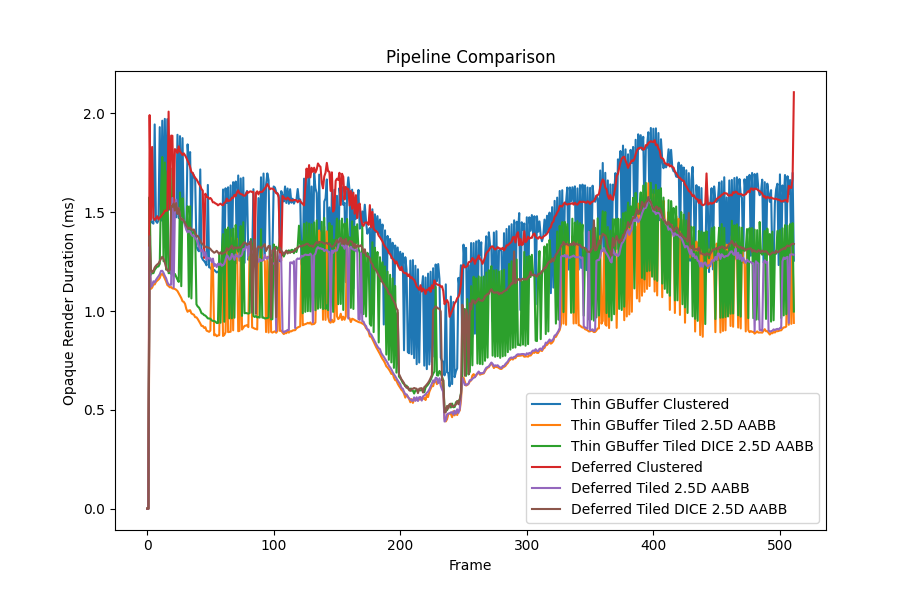 Pipeline Comparison
Opaque Render Duration (ms)
2.0
1.5
1.0
0.5
0.0
Thin GBuffer Clustered
Thin GBuffer Tiled 2.5D AABB
Thin GBuffer Tiled DICE 2.5D AABB
Deferred Clustered
Deferred Tiled 2.5D AABB
Deferred Tiled DICE 2.5D AABB
0 100 200 300 400 500
Frame